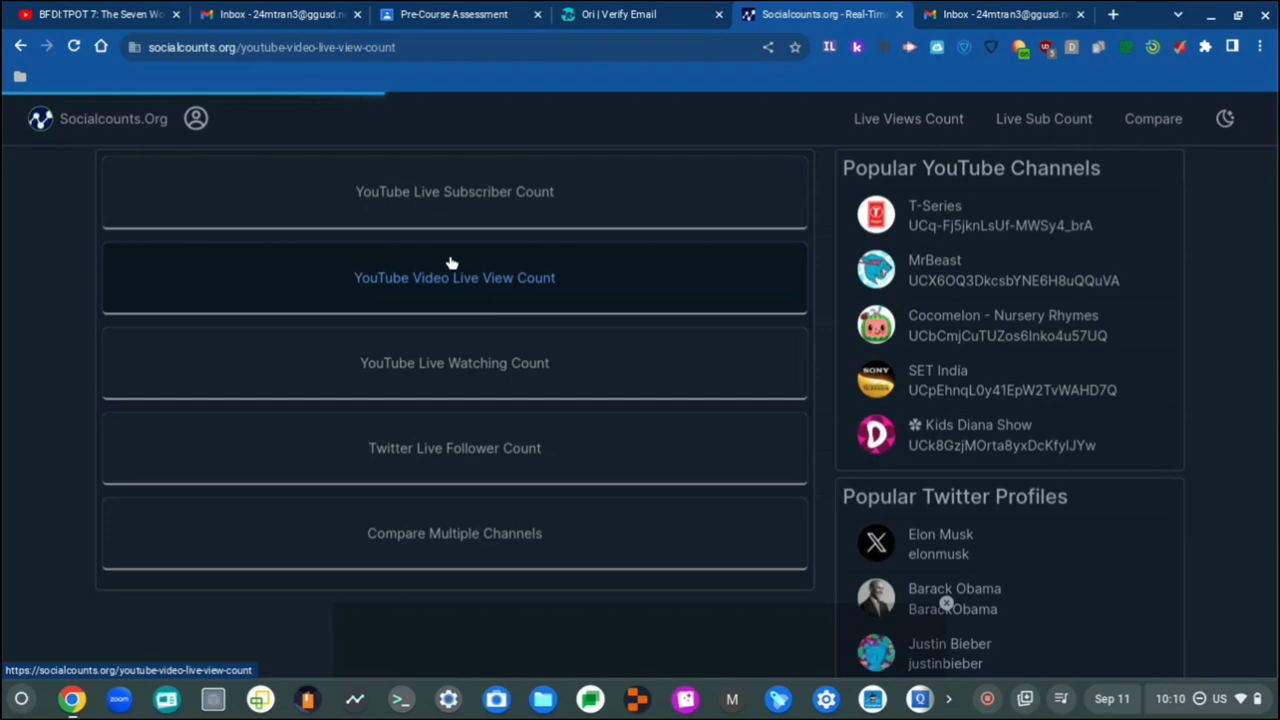 BFDI:TPOT 7: The Seven Wo
Inbox - 24mtran3@ggusd.n
Pre-Course Assessment
Ori | Verify Email
Socialcounts.org - Real-Tim
Inbox - 24mtran3@ggusd.n
socialcounts.org/youtube-video-live-view-count
Socialcounts.Org
Live Views Count
Live Sub Count
Compare
YouTube Live Subscriber Count
YouTube Video Live View Count
YouTube Live Watching Count
Twitter Live Follower Count
Compare Multiple Channels
Popular YouTube Channels
T-Series
UCq-Fj5jknLsUf-MWSy4_brA
MrBeast
UCX6OQ3DkcsbYNE6H8uQQuVA
Cocomelon - Nursery Rhymes
UCbCmjCuTUZos6Inko4u57UQ
SET India
UCpEhnqL0y41EpW2TvWAHD7Q
✽ Kids Diana Show
UCk8GzjMOrta8yxDcKfylJYw
Popular Twitter Profiles
Elon Musk
elonmusk
Barack Obama
BarackObama
Justin Bieber
justinbieber
https://socialcounts.org/youtube-video-live-view-count
Sep 11
10:10
US